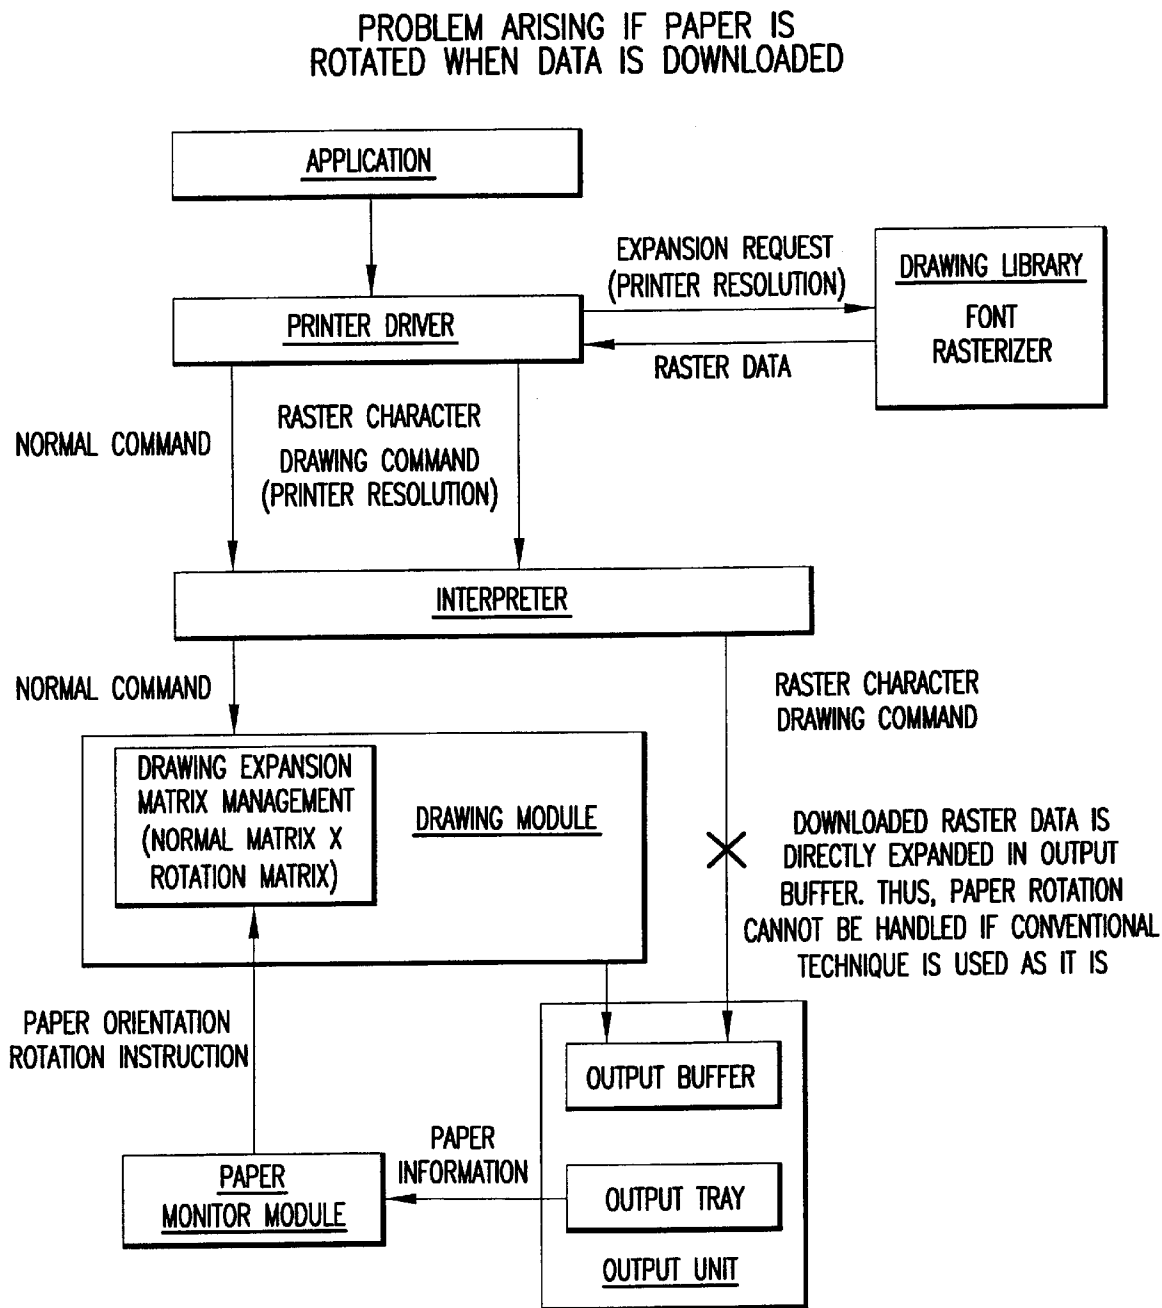 PROBLEM ARISING IF PAPER IS
ROTATED WHEN DATA IS DOWNLOADED
APPLICATION
EXPANSION REQUEST
(PRINTER RESOLUTION)
DRAWING LIBRARY
FONT
RASTERIZER
PRINTER DRIVER
RASTER DATA
NORMAL COMMAND
RASTER CHARACTER
DRAWING COMMAND
(PRINTER RESOLUTION)
INTERPRETER
NORMAL COMMAND
RASTER CHARACTER
DRAWING COMMAND
DRAWING EXPANSION
MATRIX MANAGEMENT
(NORMAL MATRIX X
ROTATION MATRIX)
DRAWING MODULE
DOWNLOADED RASTER DATA IS
DIRECTLY EXPANDED IN OUTPUT
BUFFER. THUS, PAPER ROTATION
CANNOT BE HANDLED IF CONVENTIONAL
TECHNIQUE IS USED AS IT IS
PAPER ORIENTATION
ROTATION INSTRUCTION
OUTPUT BUFFER
PAPER
INFORMATION
PAPER
MONITOR MODULE
OUTPUT TRAY
OUTPUT UNIT